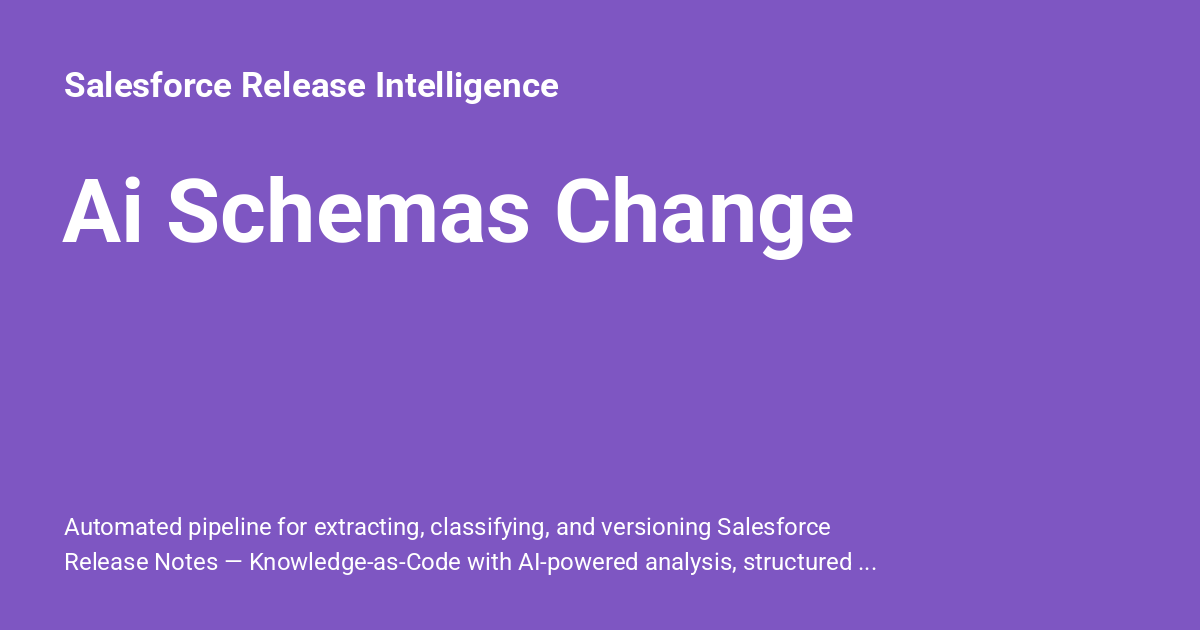 Salesforce Release Intelligence
Ai Schemas Change
Automated pipeline for extracting, classifying, and versioning Salesforce
Release Notes — Knowledge-as-Code with AI-powered analysis, structured ...